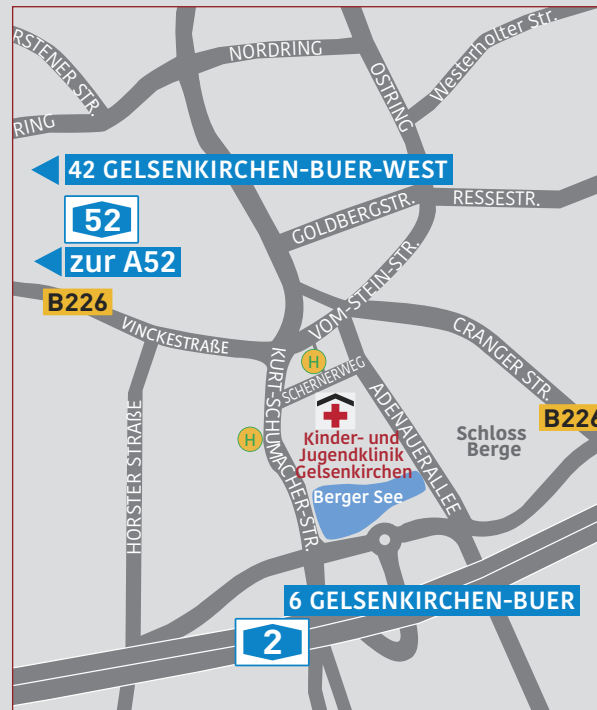 RSTENER STR.
NORDRING
OSTRING
Westerholter Str.
RING
42 GELSENKIRCHEN-BUER-WEST
52
zur A52
GOLDBERGSTR.
RESSESTR.
B226
VINCKESTRAßE
VOM-STEIN-STR.
CRANGER STR.
H
SCHERNERWEG
KURT-SCHUMACHER-STR.
ADENAUERALLEE
B226
H
HORSTER STRAßE
Kinder- und
Jugendklinik
Gelsenkirchen
Schloss
Berge
Berger See
6 GELSENKIRCHEN-BUER
2